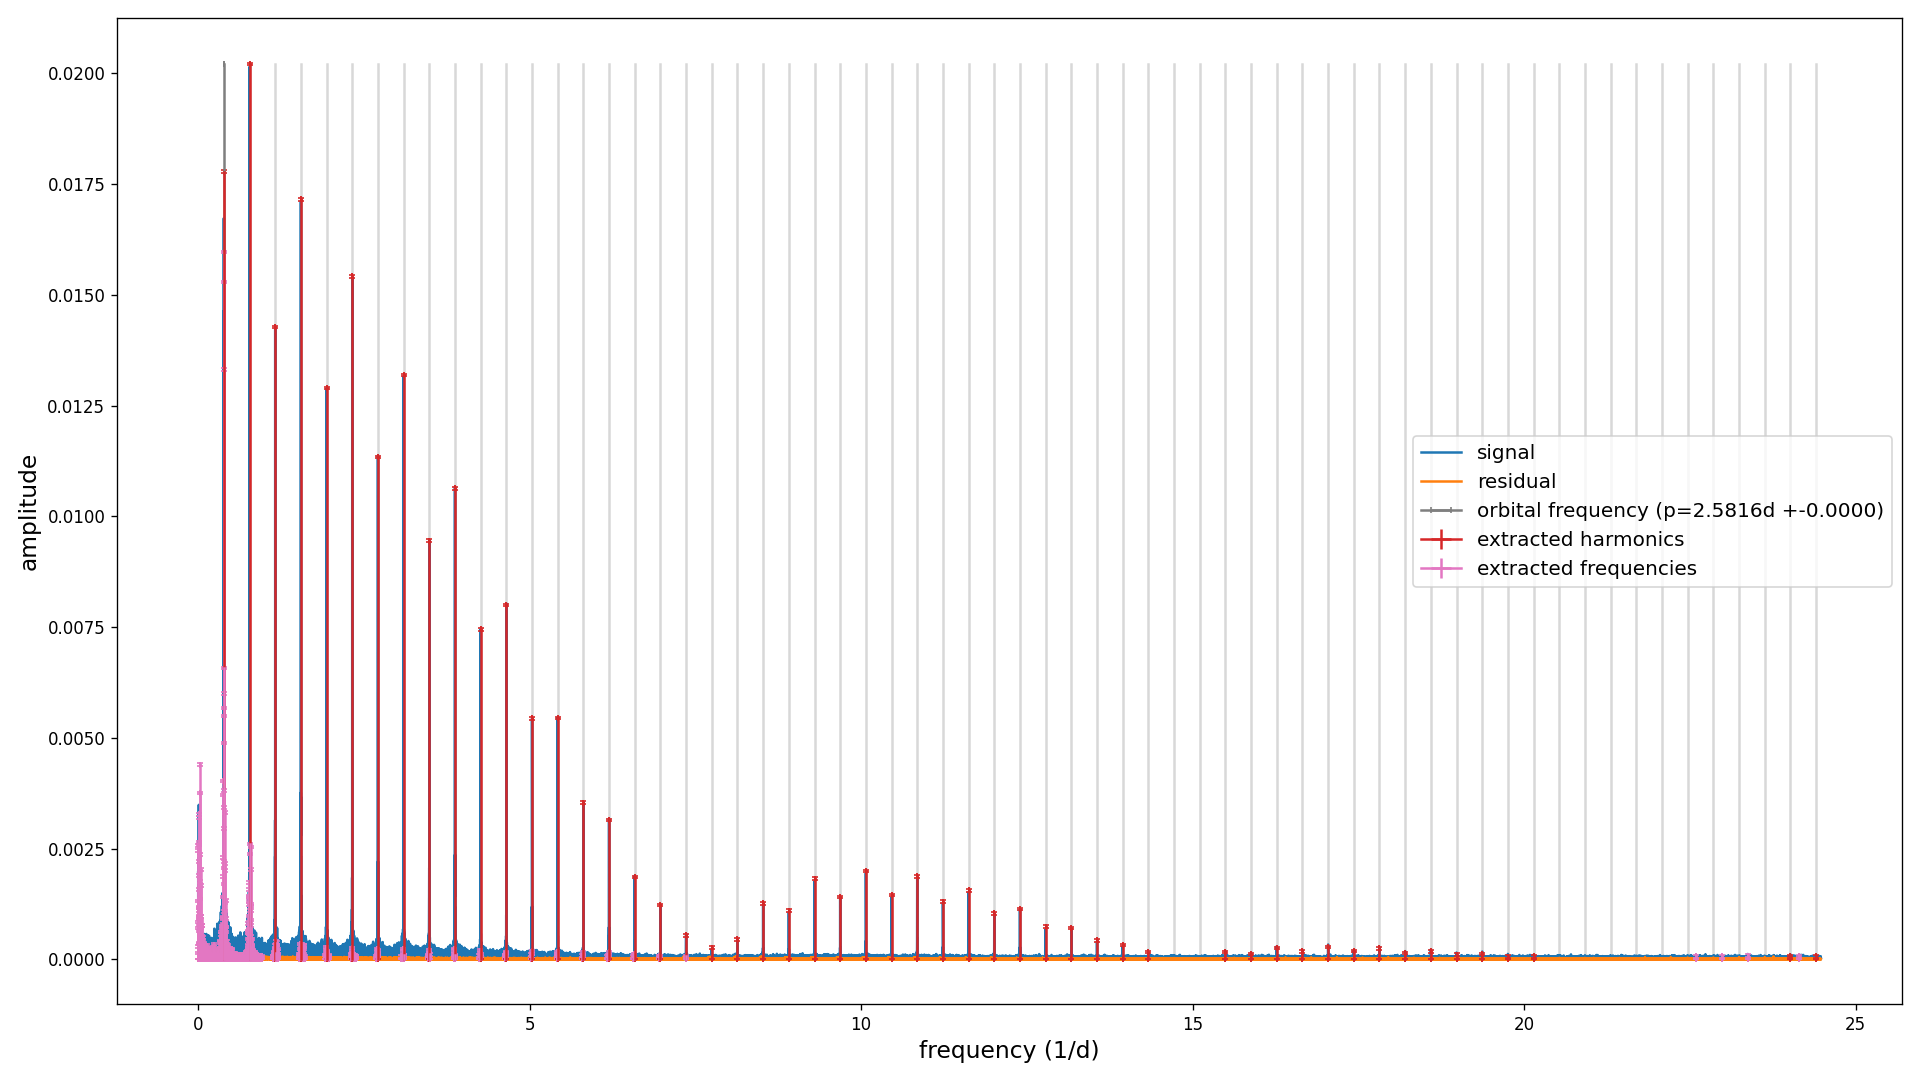 0.0200
0.0175
0.0150
0.0125
0.0100
0.0075
0.0050
0.0025
0.0000
amplitude
signal
residual
orbital frequency (p=2.5816d +-0.0000)
extracted harmonics
extracted frequencies
0 5 10 15 20 25
frequency (1/d)